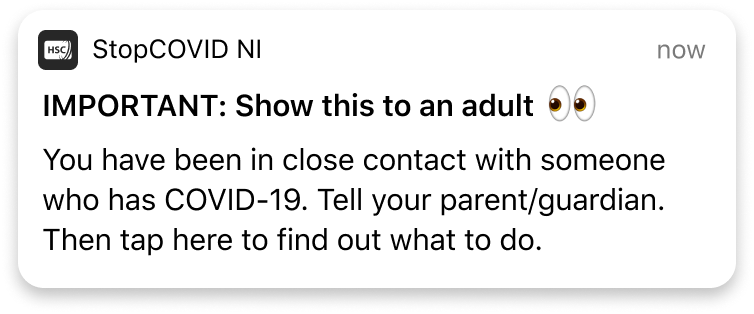 HSC
StopCOVID NI
now
IMPORTANT: Show this to an adult 👀
You have been in close contact with someone
who has COVID-19. Tell your parent/guardian.
Then tap here to find out what to do.